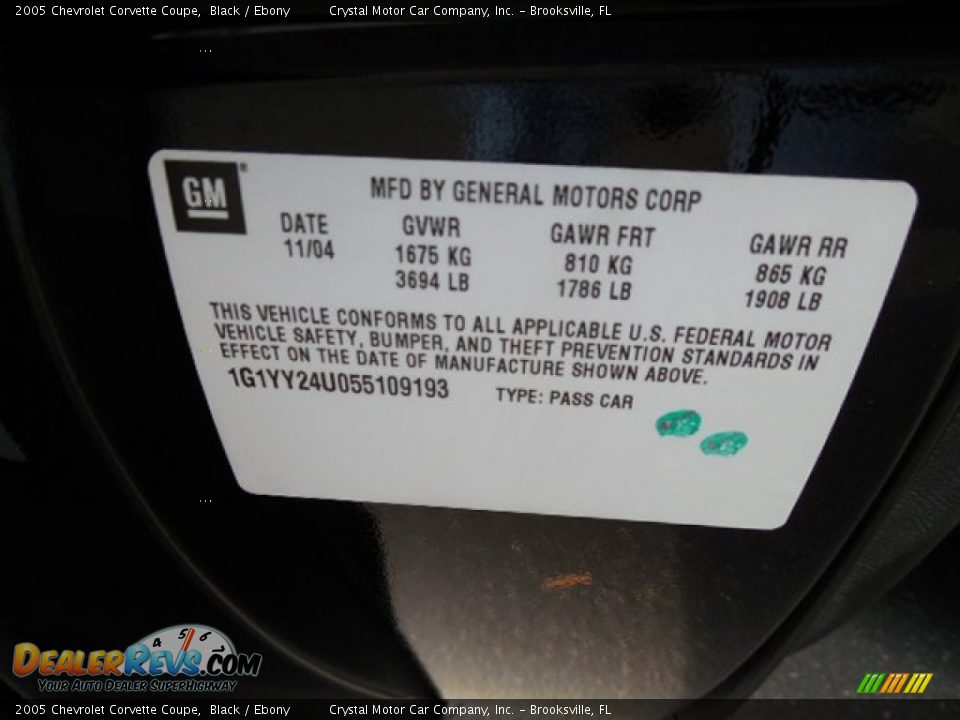 2005 Chevrolet Corvette Coupe, Black / Ebony Crystal Motor Car Company, Inc. - Brooksville, FL
GM
MFD BY GENERAL MOTORS CORP
DATE GVWR GAWR FRT GAWR RR
11/04 1675 KG 810 KG 865 KG
3694 LB 1786 LB 1908 LB
THIS VEHICLE CONFORMS TO ALL APPLICABLE U.S. FEDERAL MOTOR
VEHICLE SAFETY, BUMPER, AND THEFT PREVENTION STANDARDS IN
EFFECT ON THE DATE OF MANUFACTURE SHOWN ABOVE.
1G1YY24U055109193 TYPE: PASS CAR
4 5 6
DEALERREVS.COM
YOUR AUTO DEALER SUPERHIGHWAY
2005 Chevrolet Corvette Coupe, Black / Ebony Crystal Motor Car Company, Inc. - Brooksville, FL